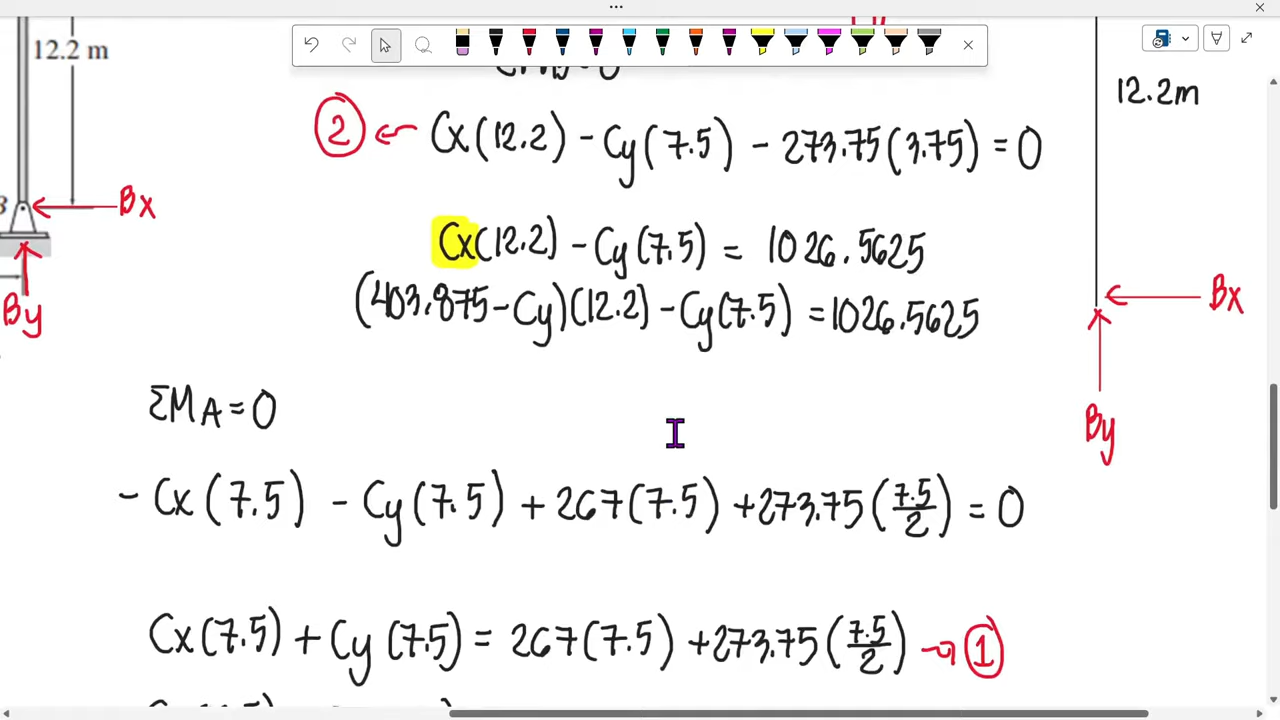 12.2 m
12.2m
② ← Cx(12.2) - Cy(7.5) - 273.75(3.75) = 0
Bx
Cx(12.2) - Cy(7.5) = 1026.5625
(403.875 - Cy)(12.2) - Cy(7.5) = 1026.5625
Bx
By
ΣMA = 0
By
- Cx(7.5) - Cy(7.5) + 267(7.5) + 273.75(7.5/2) = 0
Cx(7.5) + Cy(7.5) = 267(7.5) + 273.75(7.5/2) → ①